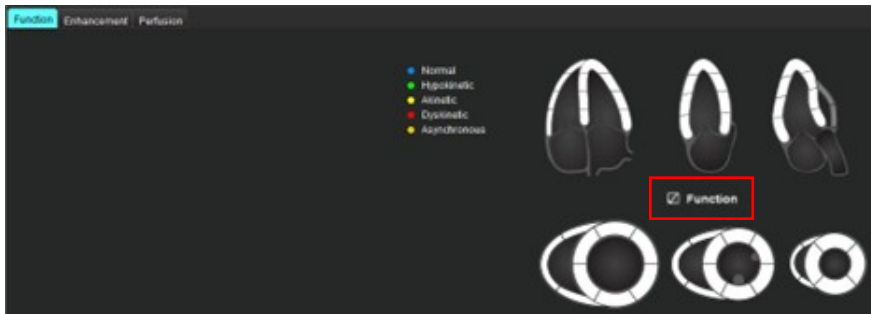 Function Enhancement Perfusion
Normal
Hypokinetic
Akinetic
Dyskinetic
Asynchronous
Function